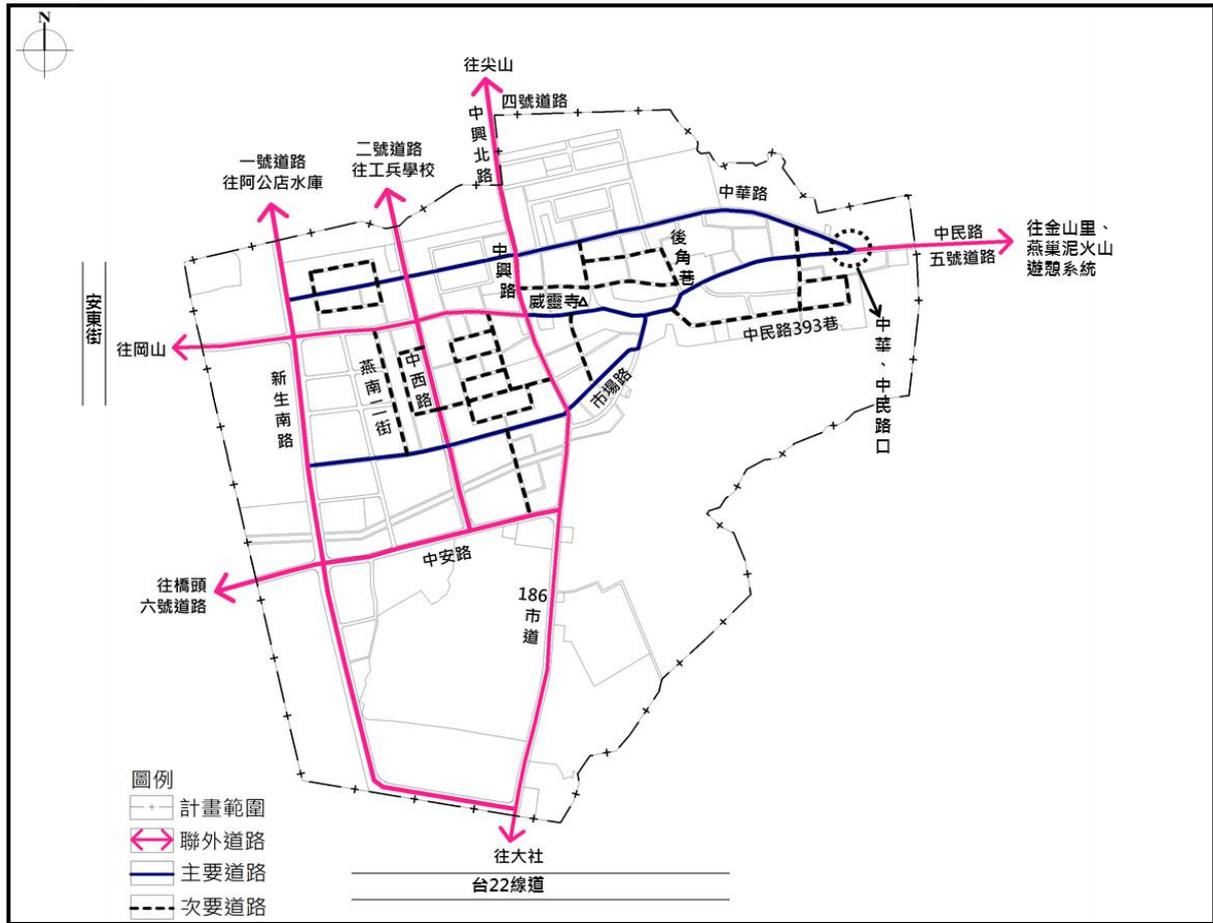 N
往尖山
四號道路
中興北路
二號道路
往工兵學校
一號道路
往阿公店水庫
中華路
後角巷
中興路
中民路
五號道路
往金山里、
燕巢泥火山
遊憩系統
安東街
威靈寺
往岡山
中民路393巷
中華、中民路口
燕南二街
中西路
市場路
新生南路
中安路
往橋頭
六號道路
186市道
圖例
計畫範圍
聯外道路
主要道路
次要道路
往大社
台22線道